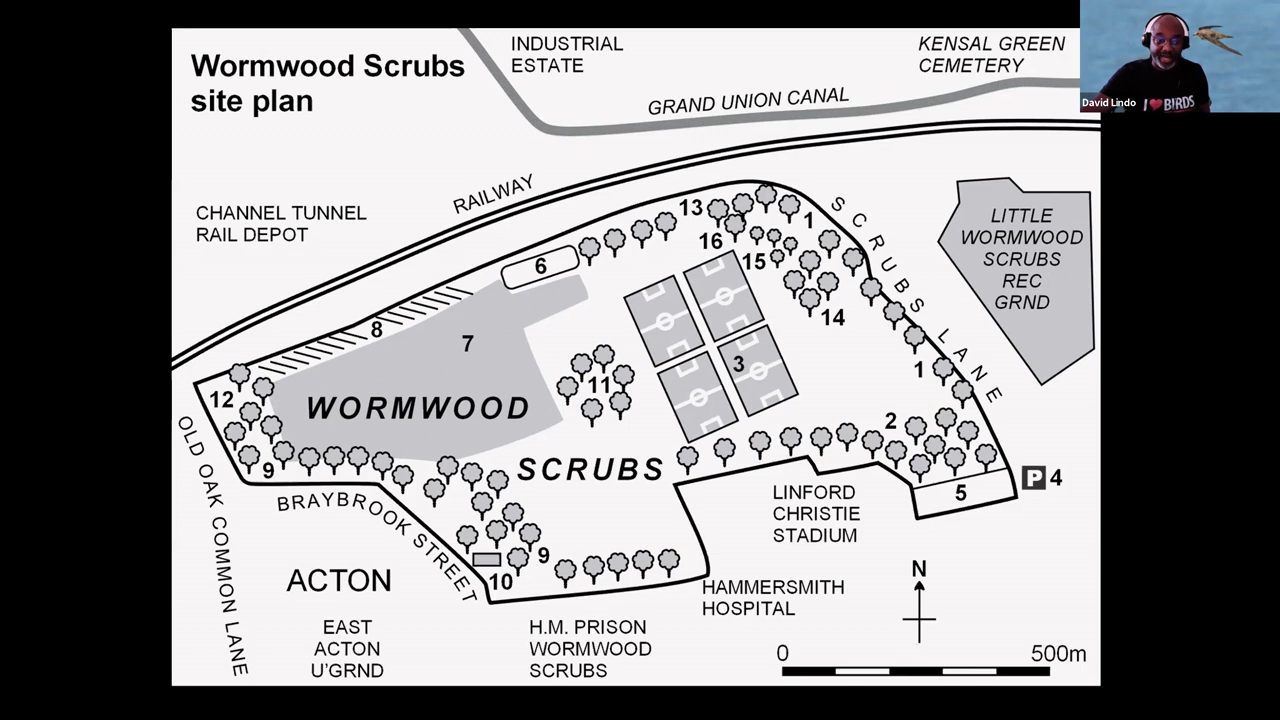 Wormwood Scrubs
site plan
INDUSTRIAL
ESTATE
KENSAL GREEN
CEMETERY
GRAND UNION CANAL
David Lindo
I ❤ BIRDS
RAILWAY
CHANNEL TUNNEL
RAIL DEPOT
SCRUBS LANE
LITTLE
WORMWOOD
SCRUBS
REC
GRND
13
1
16
15
6
14
8
7
3
11
1
12
WORMWOOD
2
9
SCRUBS
OLD OAK COMMON LANE
BRAYBROOK STREET
P 4
5
LINFORD
CHRISTIE
STADIUM
9
10
ACTON
HAMMERSMITH
HOSPITAL
N
EAST
ACTON
U'GRND
H.M. PRISON
WORMWOOD
SCRUBS
0
500m